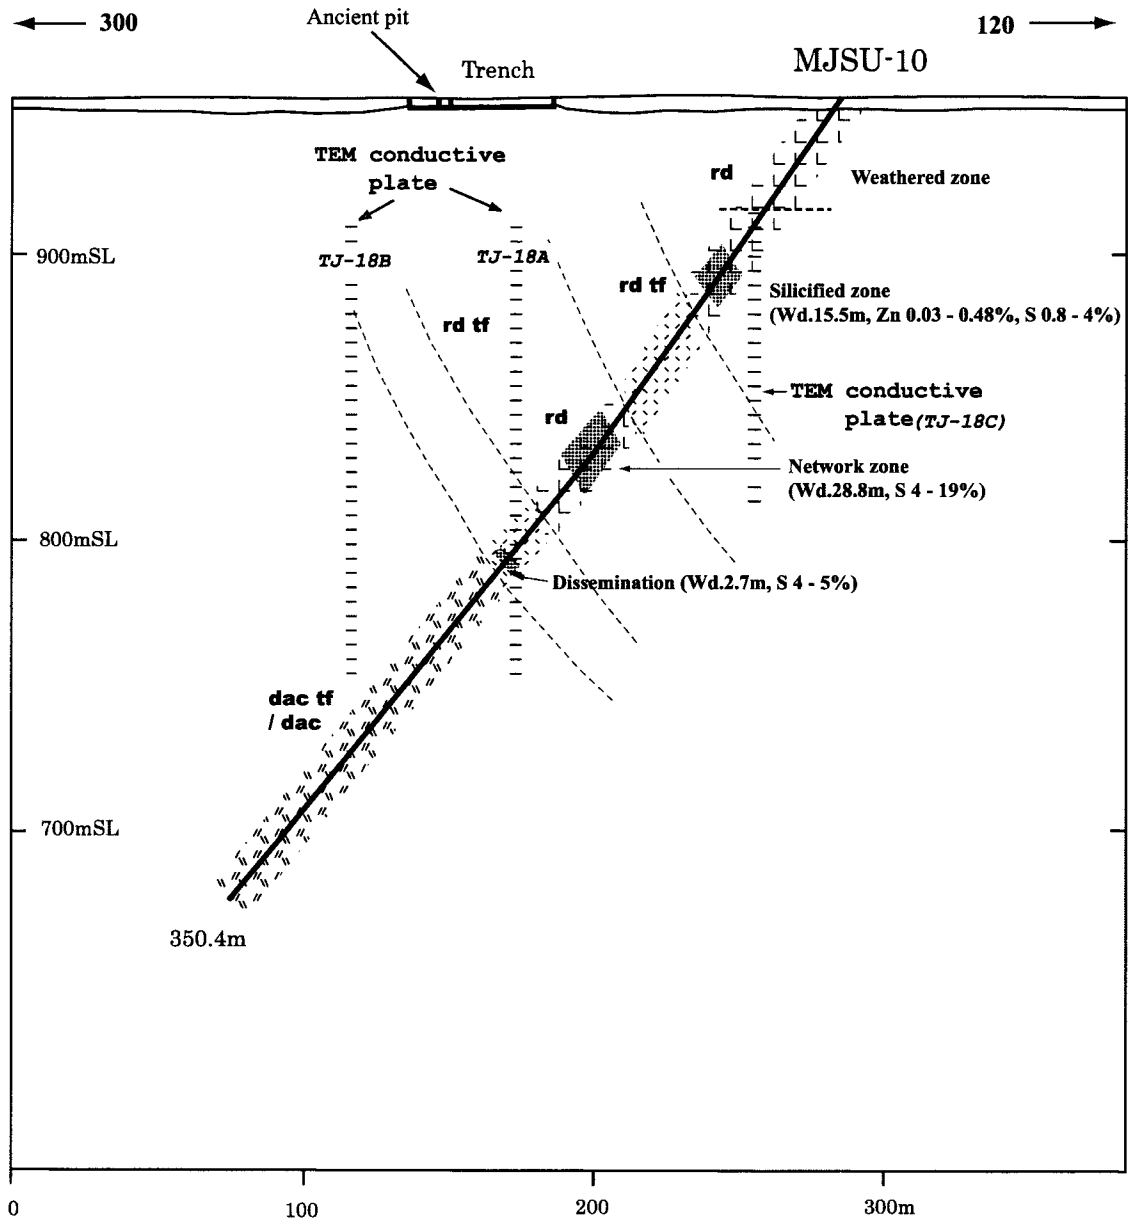 300
Ancient pit
120
Trench
MJSU-10
TEM conductive
plate
rd
Weathered zone
900mSL
TJ-18B
TJ-18A
rd tf
Silicified zone
(Wd.15.5m, Zn 0.03 - 0.48%, S 0.8 - 4%)
rd tf
TEM conductive
plate(TJ-18C)
rd
Network zone
(Wd.28.8m, S 4 - 19%)
800mSL
Dissemination (Wd.2.7m, S 4 - 5%)
dac tf
/ dac
700mSL
350.4m
0
100
200
300m